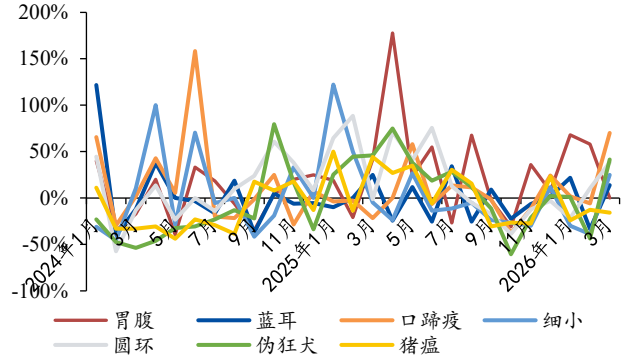 200%
150%
100%
50%
0%
-50%
-100%
2024年1月
3月
5月
7月
9月
11月
2025年1月
3月
5月
7月
9月
11月
2026年1月
3月
胃腹 蓝耳 口蹄疫 细小
圆环 伪狂犬 猪瘟